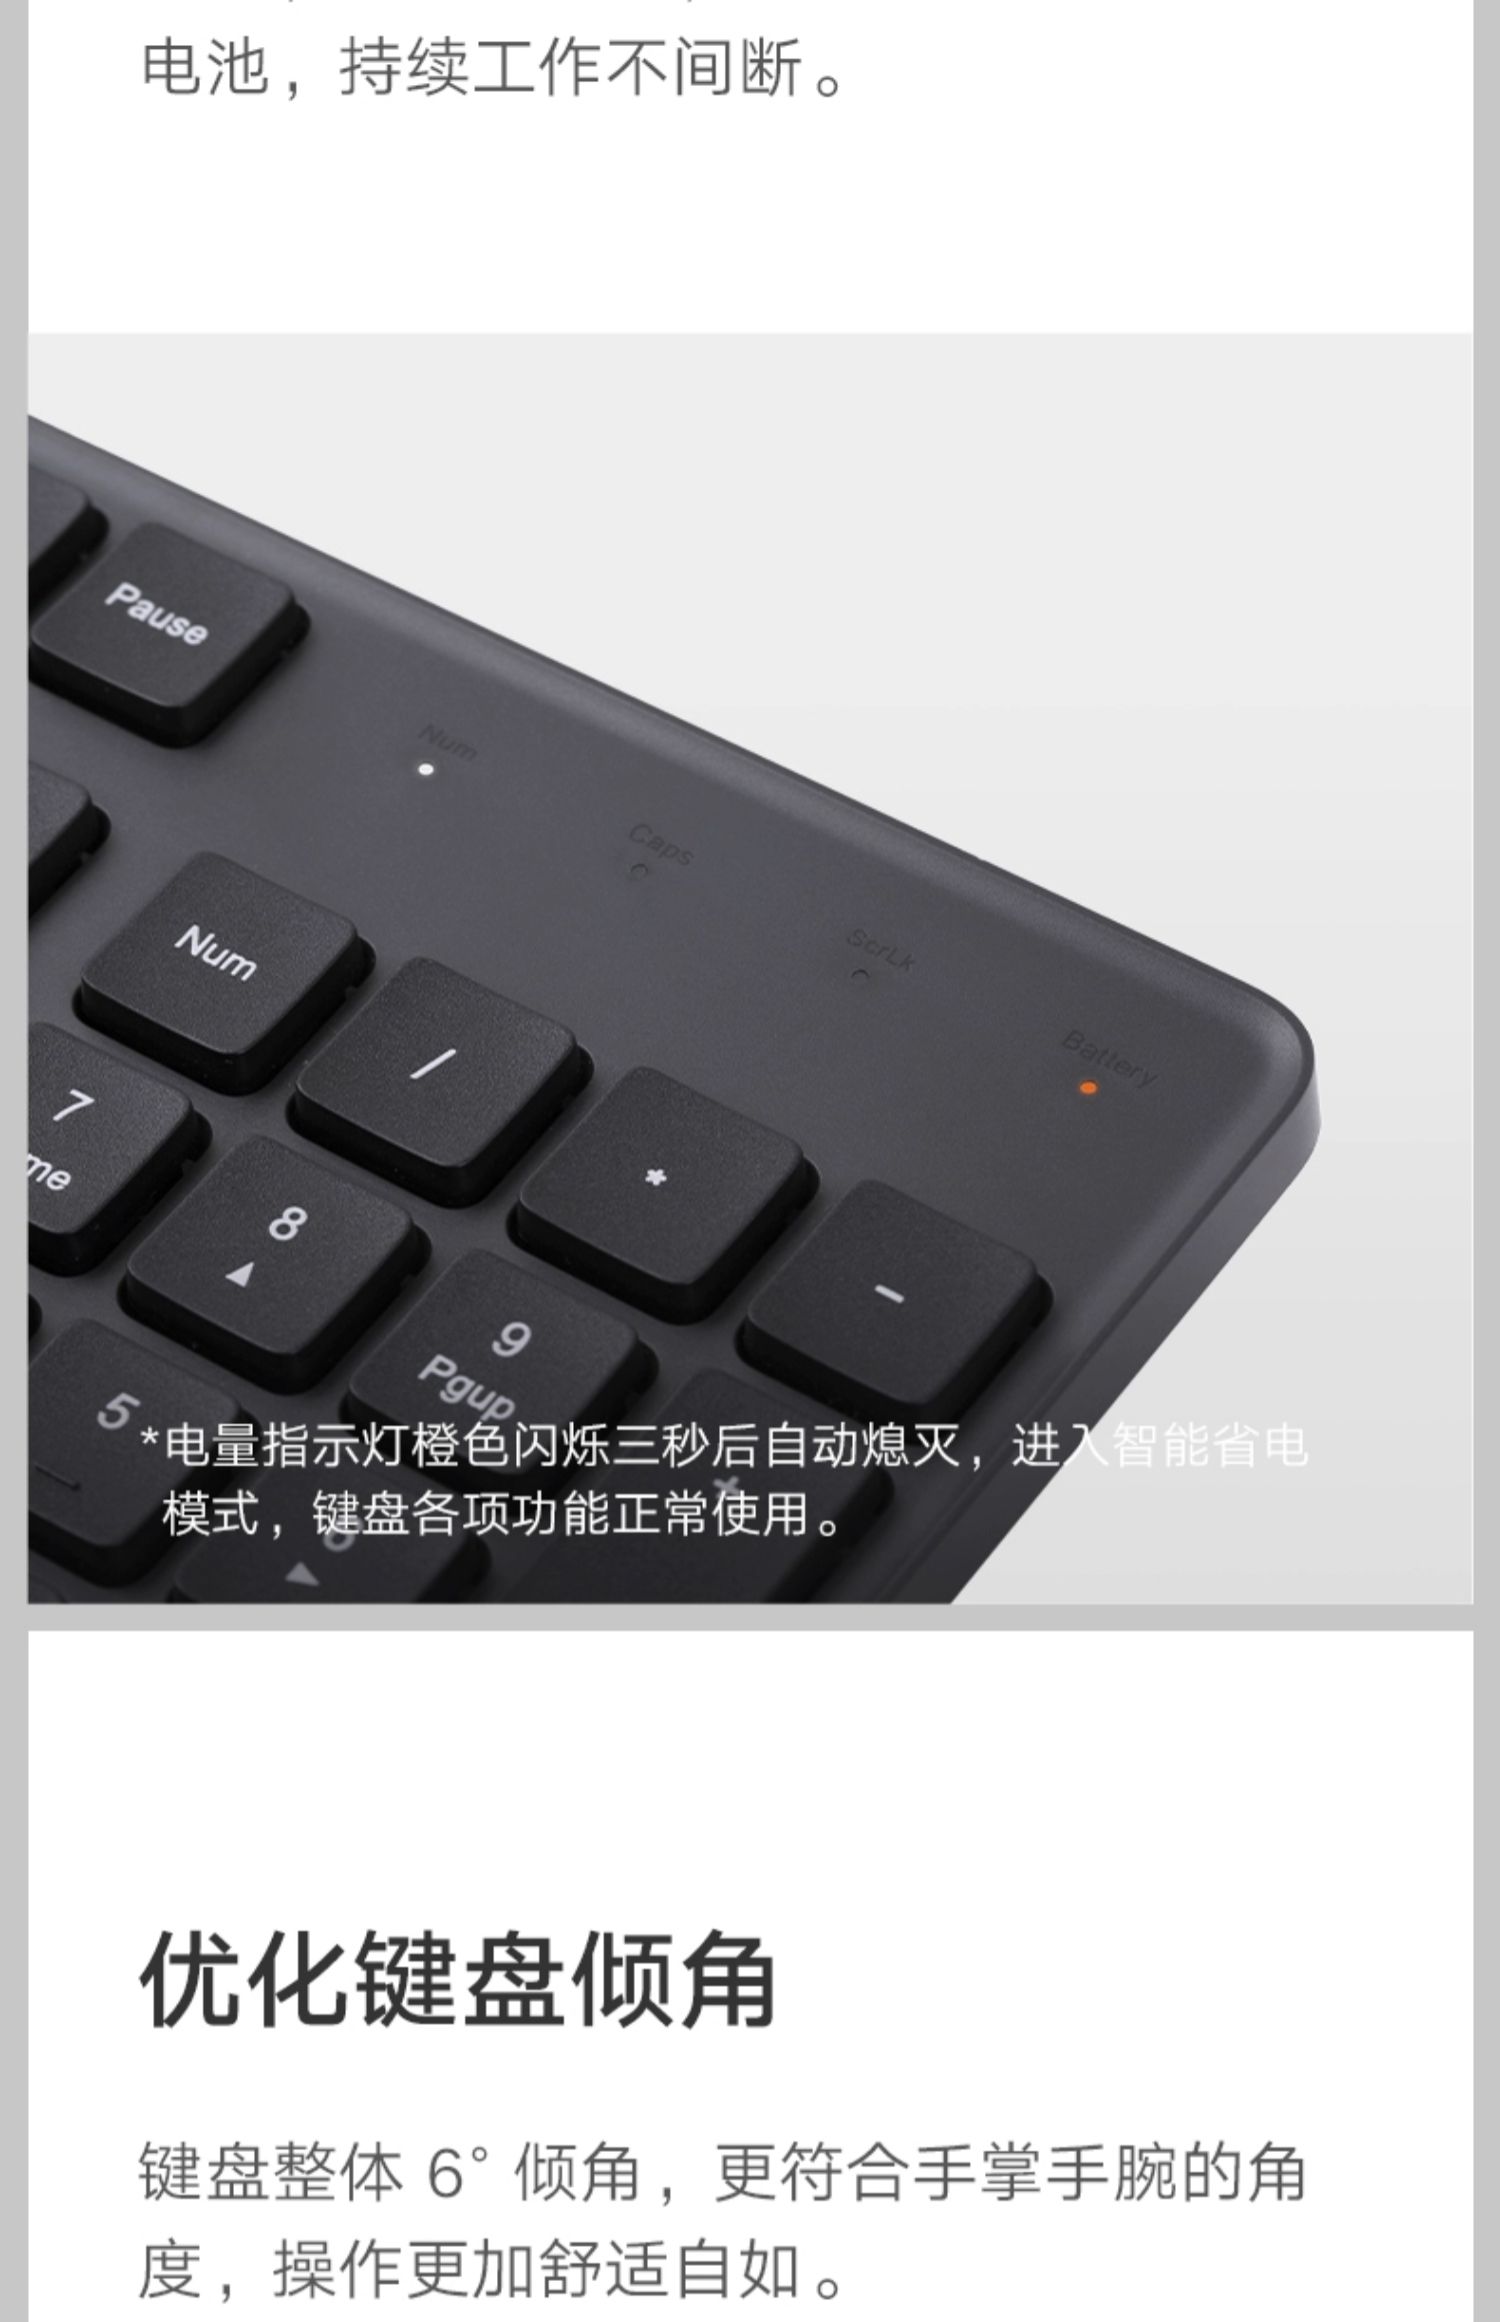 电池，持续工作不间断。
Pause
Num
Caps
ScrLk
Battery
Num
/
*
-
7
me
8
▲
9
Pgup
5
+
*电量指示灯橙色闪烁三秒后自动熄灭，进入智能省电
模式，键盘各项功能正常使用。
优化键盘倾角
键盘整体 6° 倾角，更符合手掌手腕的角
度，操作更加舒适自如。